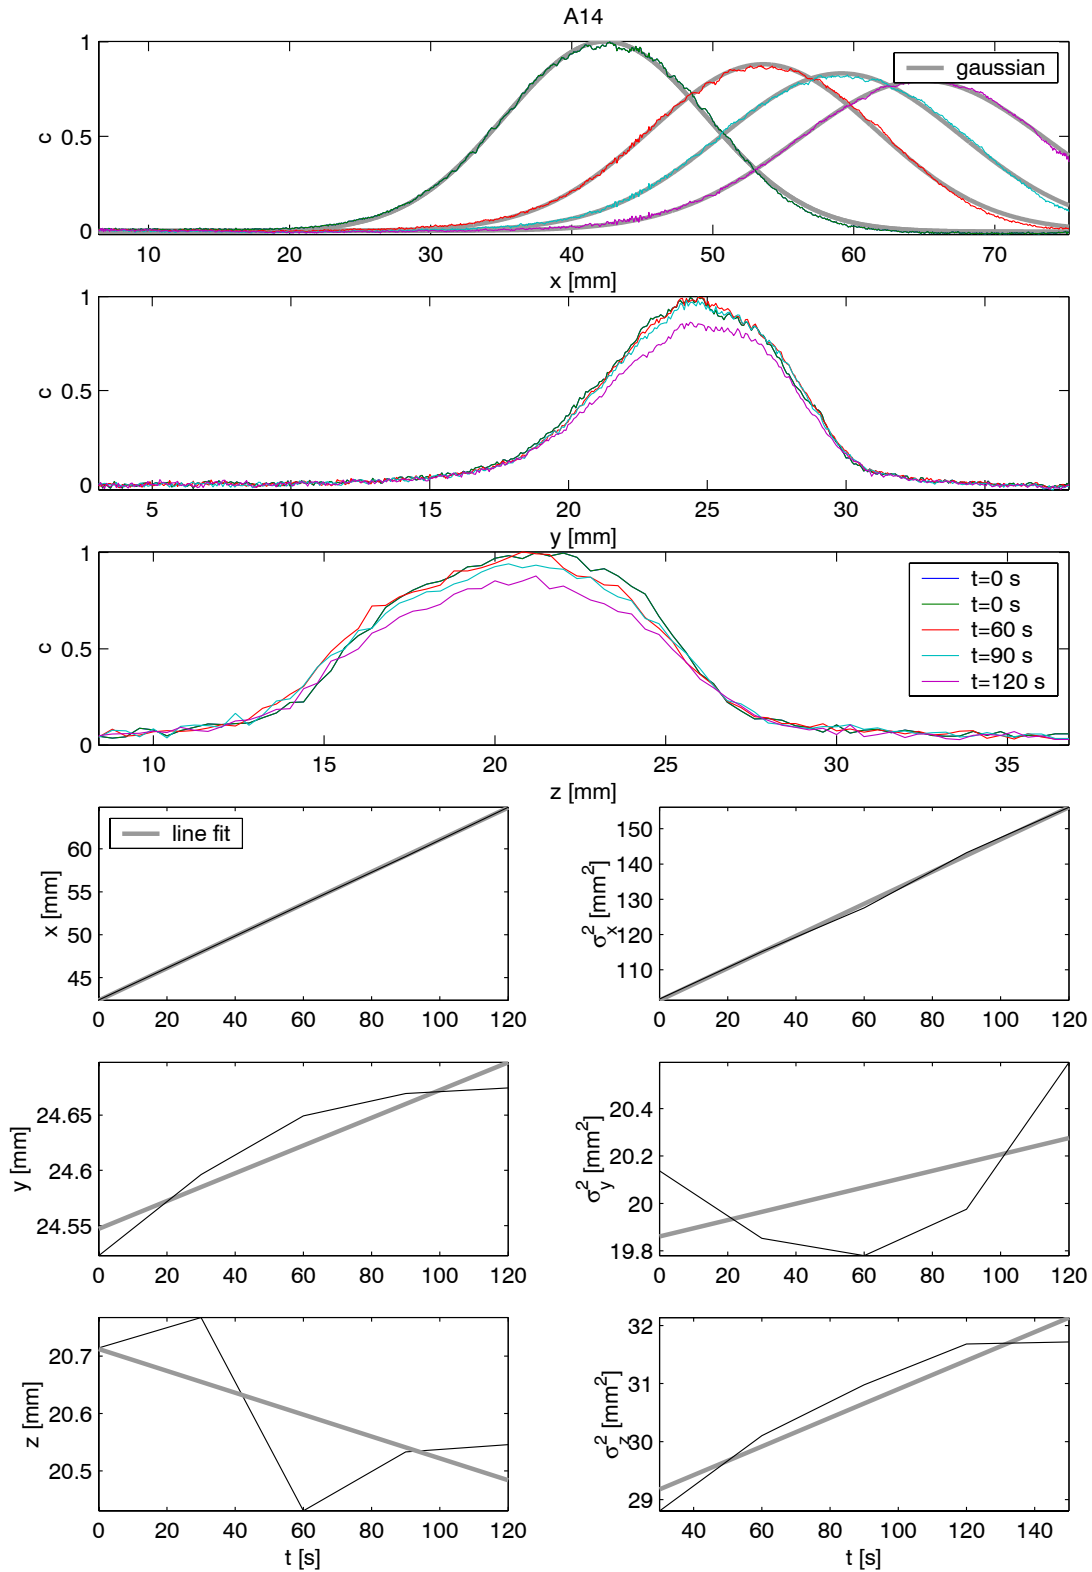 A14
1
0.5
0
c
gaussian
10 20 30 40 50 60 70
x [mm]
1
0.5
0
c
5 10 15 20 25 30 35
y [mm]
1
0.5
0
c
t=0 s
t=0 s
t=60 s
t=90 s
t=120 s
10 15 20 25 30 35
z [mm]
60
55
50
45
x [mm]
line fit
0 20 40 60 80 100 120
150
140
130
120
110
σx2 [mm2]
0 20 40 60 80 100 120
24.65
24.6
24.55
y [mm]
0 20 40 60 80 100 120
20.4
20.2
20
19.8
σy2 [mm2]
0 20 40 60 80 100 120
20.7
20.6
20.5
z [mm]
0 20 40 60 80 100 120
t [s]
32
31
30
29
σz2 [mm2]
40 60 80 100 120 140
t [s]